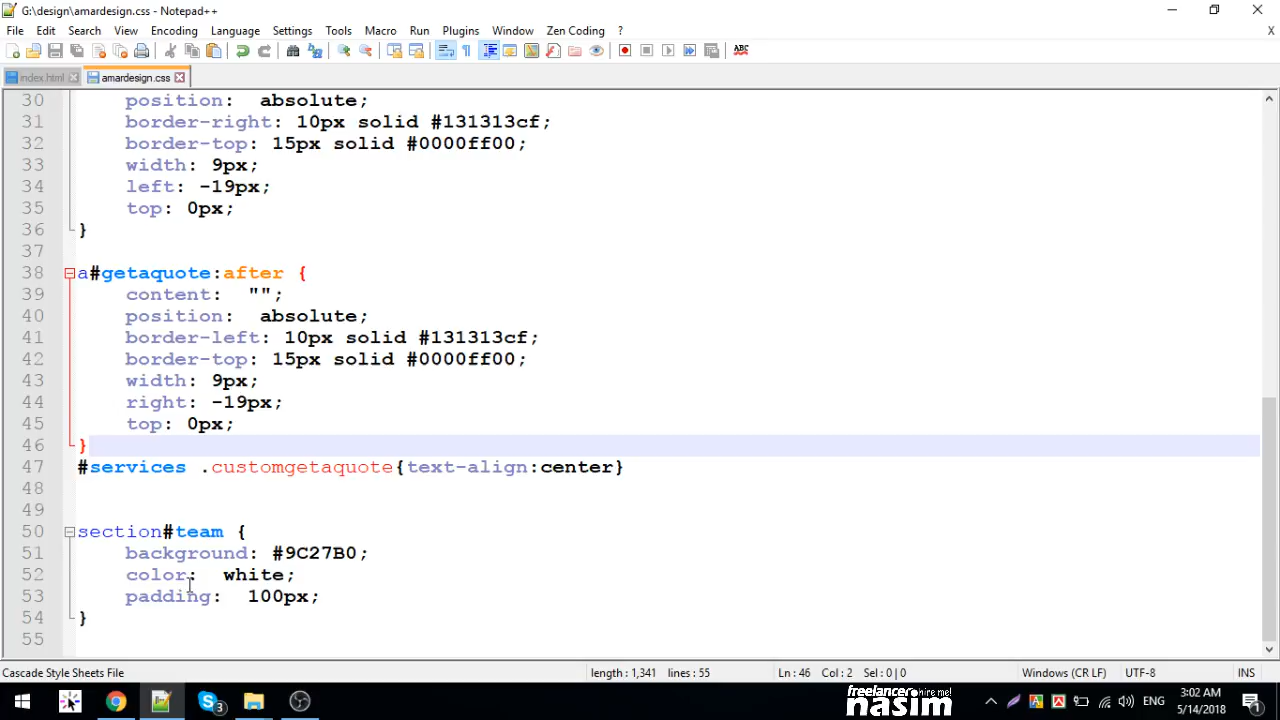 G:\design\amardesign.css - Notepad++
File Edit Search View Encoding Language Settings Tools Macro Run Plugins Window Zen Coding ? X
ABC
index.html amardesign.css
30 position:  absolute;
31 border-right: 10px solid #131313cf;
32 border-top: 15px solid #0000ff00;
33 width: 9px;
34 left: -19px;
35 top: 0px;
36 }
37
38 a#getaquote:after {
39 content:  "";
40 position:  absolute;
41 border-left: 10px solid #131313cf;
42 border-top: 15px solid #0000ff00;
43 width: 9px;
44 right: -19px;
45 top: 0px;
46 }
47 #services .customgetaquote{text-align:center}
48
49
50 section#team {
51 background: #9C27B0;
52 color:  white;
53 padding:  100px;
54 }
55
Cascade Style Sheets File length : 1,341 lines : 55 Ln : 46 Col : 2 Sel : 0 | 0 Windows (CR LF) UTF-8 INS
3 freelancer hire me! nasim ENG 3:02 AM 5/14/2018 1